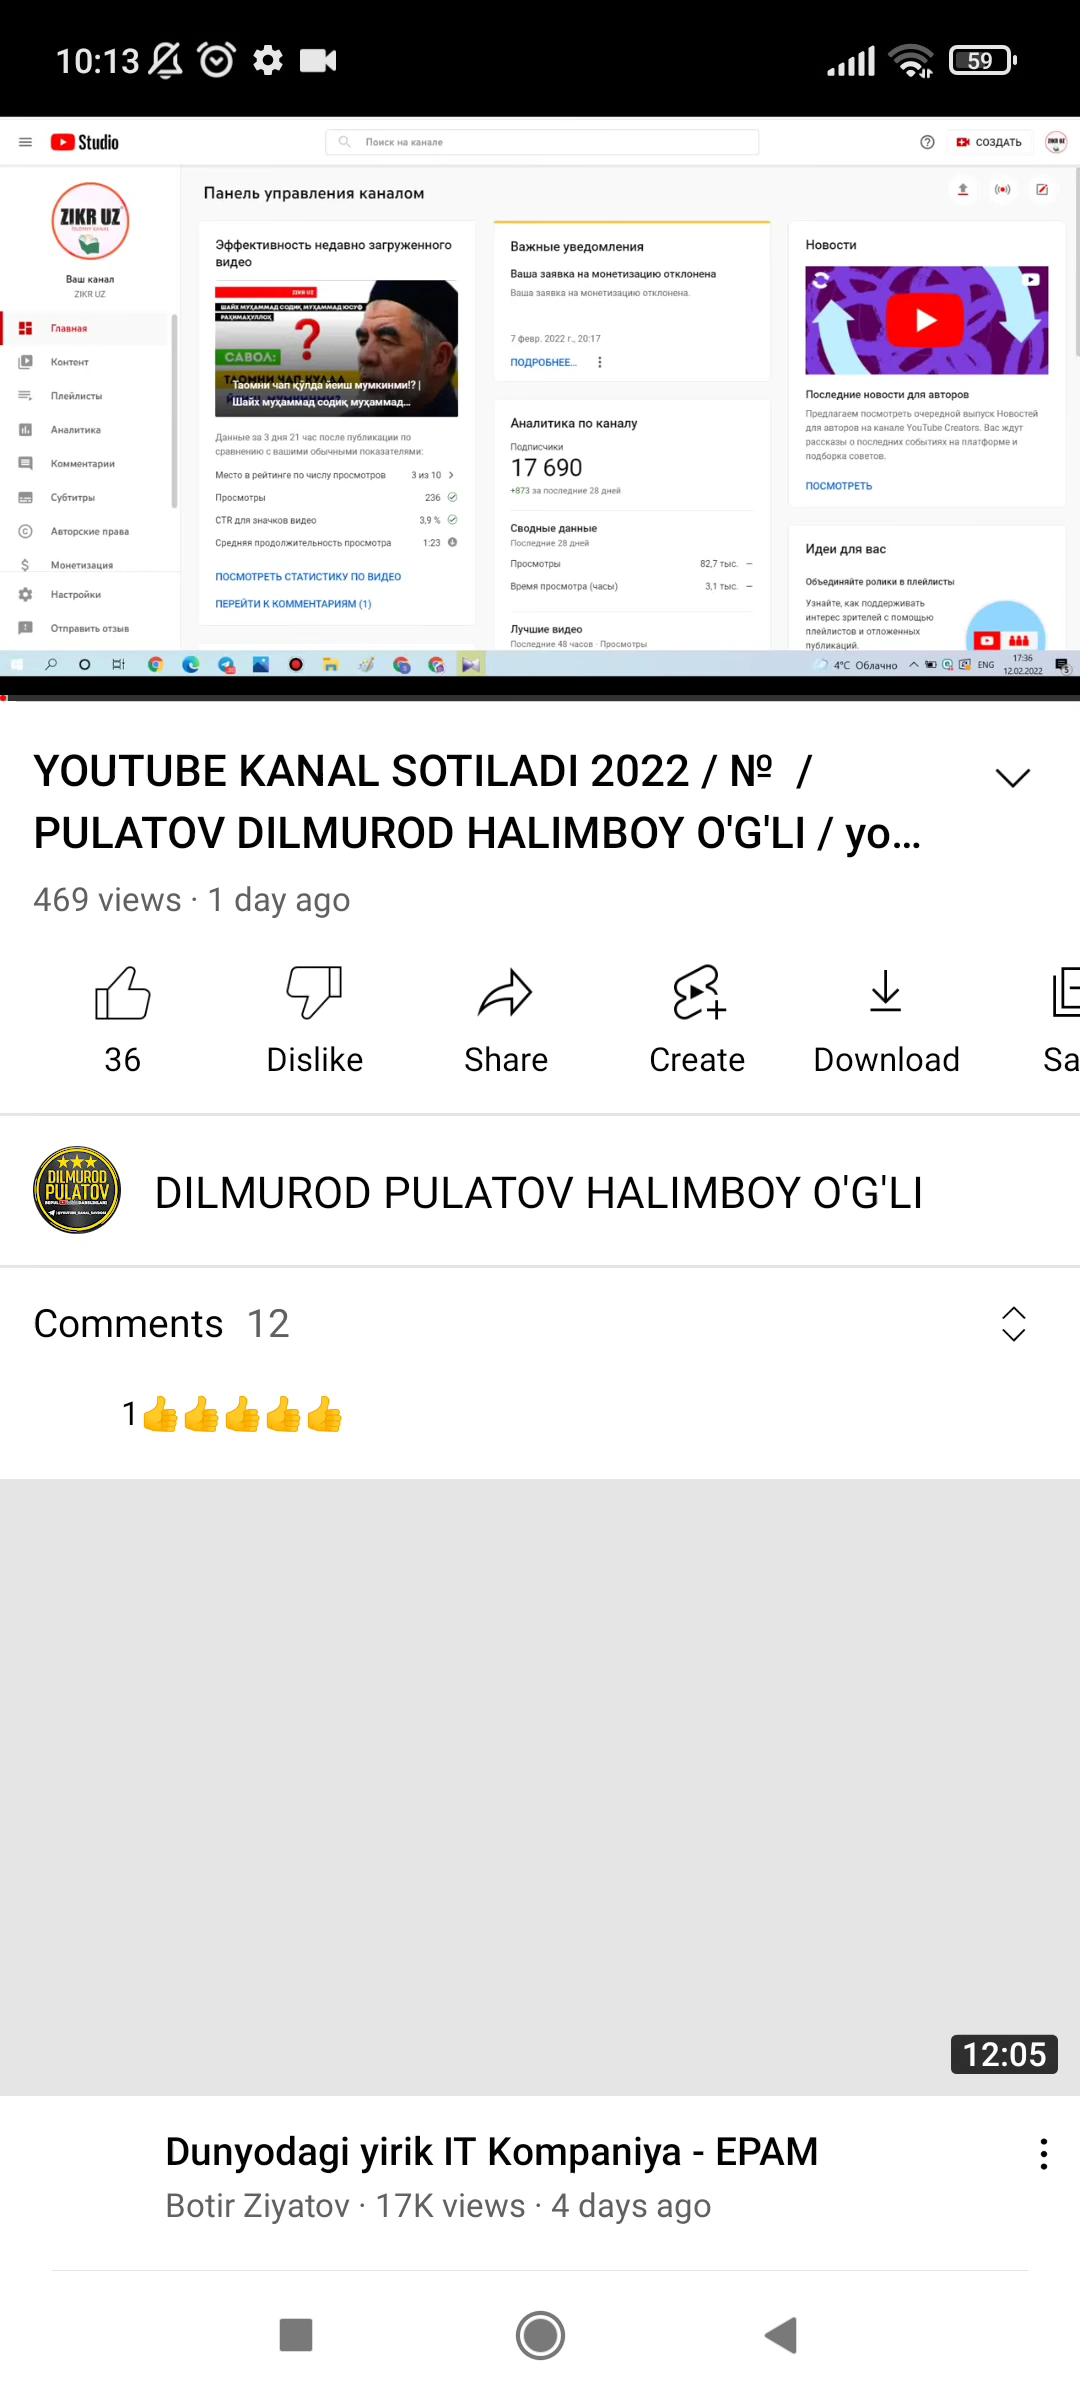 10:13
59
Studio
Поиск на канале
СОЗДАТЬ
ZIKR UZ
Ваш канал
ZIKR UZ
Главная
Контент
Плейлисты
Аналитика
Комментарии
Субтитры
Авторские права
Монетизация
Настройки
Отправить отзыв
Панель управления каналом
Эффективность недавно загруженного
видео
ZIKR UZ
ШАЙХ МУҲАММАД СОДИҚ МУҲАММАД ЮСУФ
РАҲИМАҲУЛЛОҲ
САВОЛ:
?
Таомни чап қўлда йеиш мумкинми!? |
Шайх муҳаммад содиқ муҳаммад...
Данные за 3 дня 21 час после публикации по
сравнению с вашими обычными показателями:
Место в рейтинге по числу просмотров 3 из 10
Просмотры 236
CTR для значков видео 3,9 %
Средняя продолжительность просмотра 1:23
ПОСМОТРЕТЬ СТАТИСТИКУ ПО ВИДЕО
ПЕРЕЙТИ К КОММЕНТАРИЯМ (1)
Важные уведомления
Ваша заявка на монетизацию отклонена
Ваша заявка на монетизацию отклонена.
7 февр. 2022 г., 20:17
ПОДРОБНЕЕ...
Аналитика по каналу
Подписчики
17 690
+873 за последние 28 дней
Сводные данные
Последние 28 дней
Просмотры 82,7 тыс. –
Время просмотра (часы) 3,1 тыс. –
Лучшие видео
Последние 48 часов · Просмотры
Новости
Последние новости для авторов
Предлагаем посмотреть очередной выпуск Новостей
для авторов на канале YouTube Creators. Вас ждут
рассказы о последних событиях на платформе и
подборка советов.
ПОСМОТРЕТЬ
Идеи для вас
Объединяйте ролики в плейлисты
Узнайте, как поддерживать
интерес зрителей с помощью
плейлистов и отложенных
публикаций.
4°C Облачно
ENG
17:36
12.02.2022
5
YOUTUBE KANAL SOTILADI 2022 / № /
PULATOV DILMUROD HALIMBOY O'G'LI / yo...
469 views · 1 day ago
36
Dislike
Share
Create
Download
Sa
DILMUROD
PULATOV
DILMUROD PULATOV HALIMBOY O'G'LI
Comments 12
1👍👍👍👍👍
12:05
Dunyodagi yirik IT Kompaniya - EPAM
Botir Ziyatov · 17K views · 4 days ago